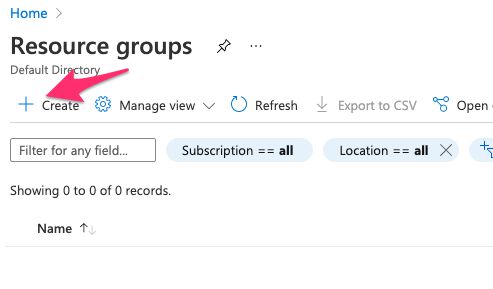 Home
Resource groups
Default Directory
Create Manage view Refresh Export to CSV Open
Filter for any field... Subscription == all Location == all
Showing 0 to 0 of 0 records.
Name